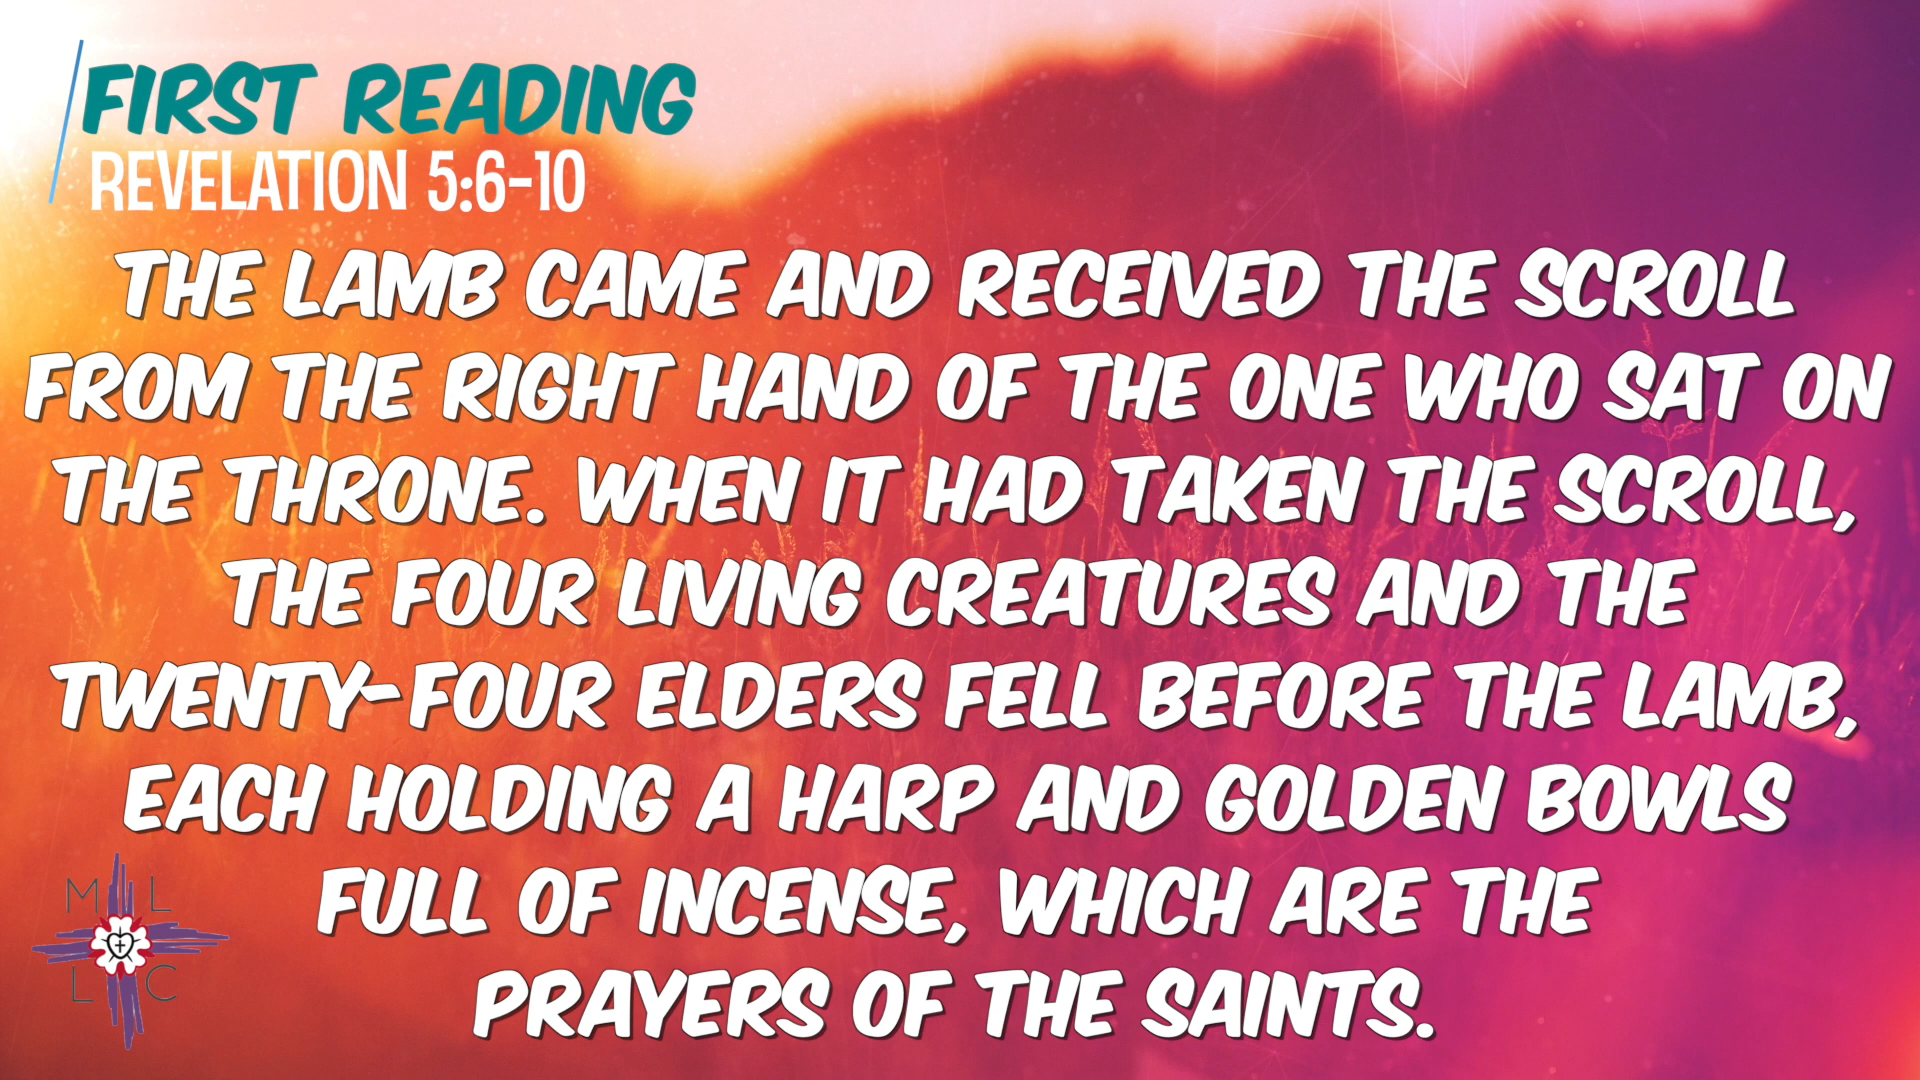 FIRST READING
REVELATION 5:6-10
THE LAMB CAME AND RECEIVED THE SCROLL
FROM THE RIGHT HAND OF THE ONE WHO SAT ON
THE THRONE. WHEN IT HAD TAKEN THE SCROLL,
THE FOUR LIVING CREATURES AND THE
TWENTY-FOUR ELDERS FELL BEFORE THE LAMB,
EACH HOLDING A HARP AND GOLDEN BOWLS
FULL OF INCENSE, WHICH ARE THE
PRAYERS OF THE SAINTS.
M L
L C